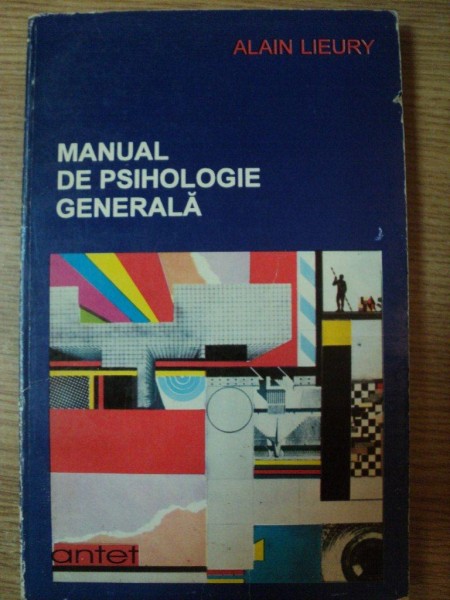 ALAIN LIEURY
MANUAL
DE PSIHOLOGIE
GENERALĂ
antet